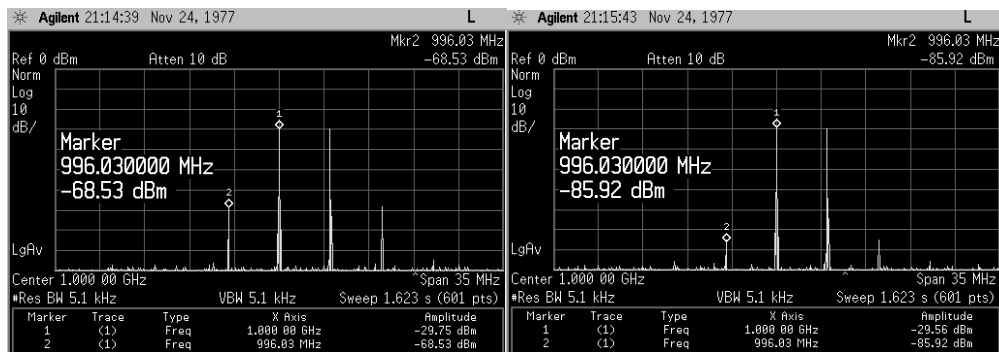 Agilent 21:14:39 Nov 24, 1977 L
Mkr2 996.03 MHz
Ref 0 dBm Atten 10 dB -68.53 dBm
Norm
Log
10
dB/
1
Marker
996.030000 MHz
-68.53 dBm
2
LgAv
Center 1.000 00 GHz ^Span 35 MHz
#Res BW 5.1 kHz VBW 5.1 kHz Sweep 1.623 s (601 pts)
Marker Trace Type X Axis Amplitude
1 (1) Freq 1.000 00 GHz -29.75 dBm
2 (1) Freq 996.03 MHz -68.53 dBm
Agilent 21:15:43 Nov 24, 1977 L
Mkr2 996.03 MHz
Ref 0 dBm Atten 10 dB -85.92 dBm
Norm
Log
10
dB/
1
Marker
996.030000 MHz
-85.92 dBm
2
LgAv
Center 1.000 00 GHz ^Span 35 MHz
#Res BW 5.1 kHz VBW 5.1 kHz Sweep 1.623 s (601 pts)
Marker Trace Type X Axis Amplitude
1 (1) Freq 1.000 00 GHz -29.56 dBm
2 (1) Freq 996.03 MHz -85.92 dBm